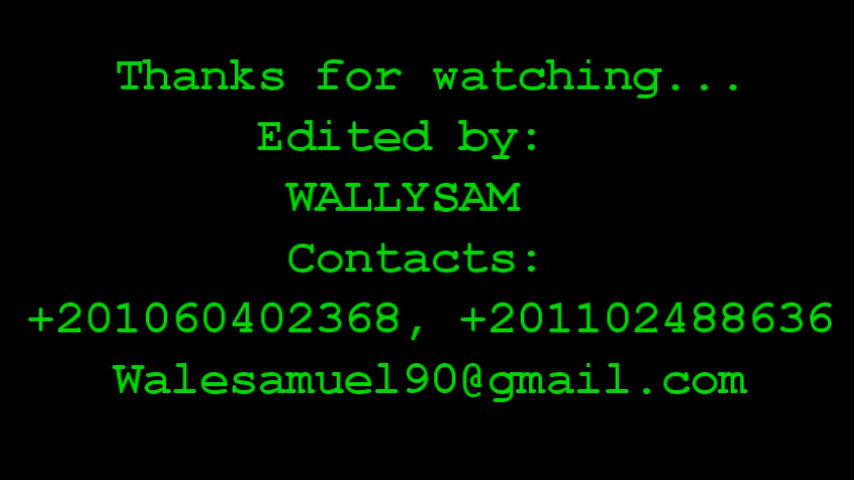 Thanks for watching...
Edited by:
WALLYSAM
Contacts:
+201060402368, +201102488636
Walesamuel90@gmail.com